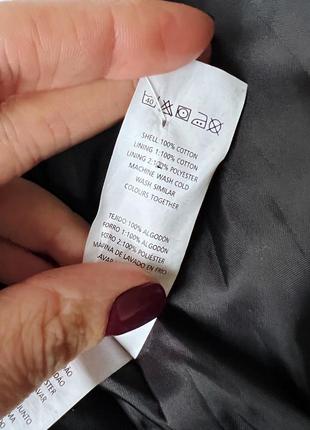 40
SHELL:100% COTTON
LINING 1:100% COTTON
LINING 2:100% POLYESTER
MACHINE WASH COLD
WASH SIMILAR
COLOURS TOGETHER
TEJIDO 100% ALGODÓN
FORRO 1:100% ALGODÓN
FORRO 2:100% POLIÉSTER
MÁQUINA DE LAVADO EN FRÍO